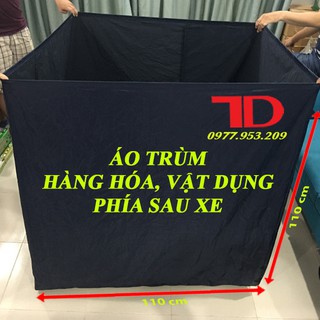 TD
0977.953.209
ÁO TRÙM
HÀNG HÓA, VẬT DỤNG
PHÍA SAU XE
110 cm
110 cm